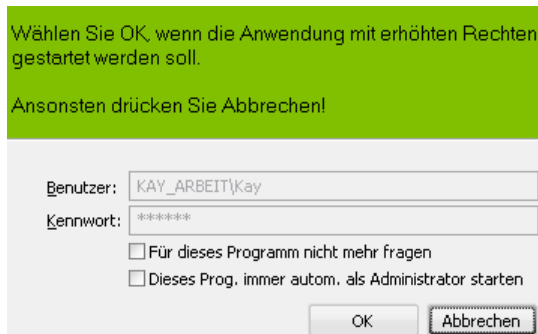 Wählen Sie OK, wenn die Anwendung mit erhöhten Rechten
gestartet werden soll.
Ansonsten drücken Sie Abbrechen!
Benutzer: KAY_ARBEIT\Kay
Kennwort: ******
Für dieses Programm nicht mehr fragen
Dieses Prog. immer autom. als Administrator starten
OK Abbrechen